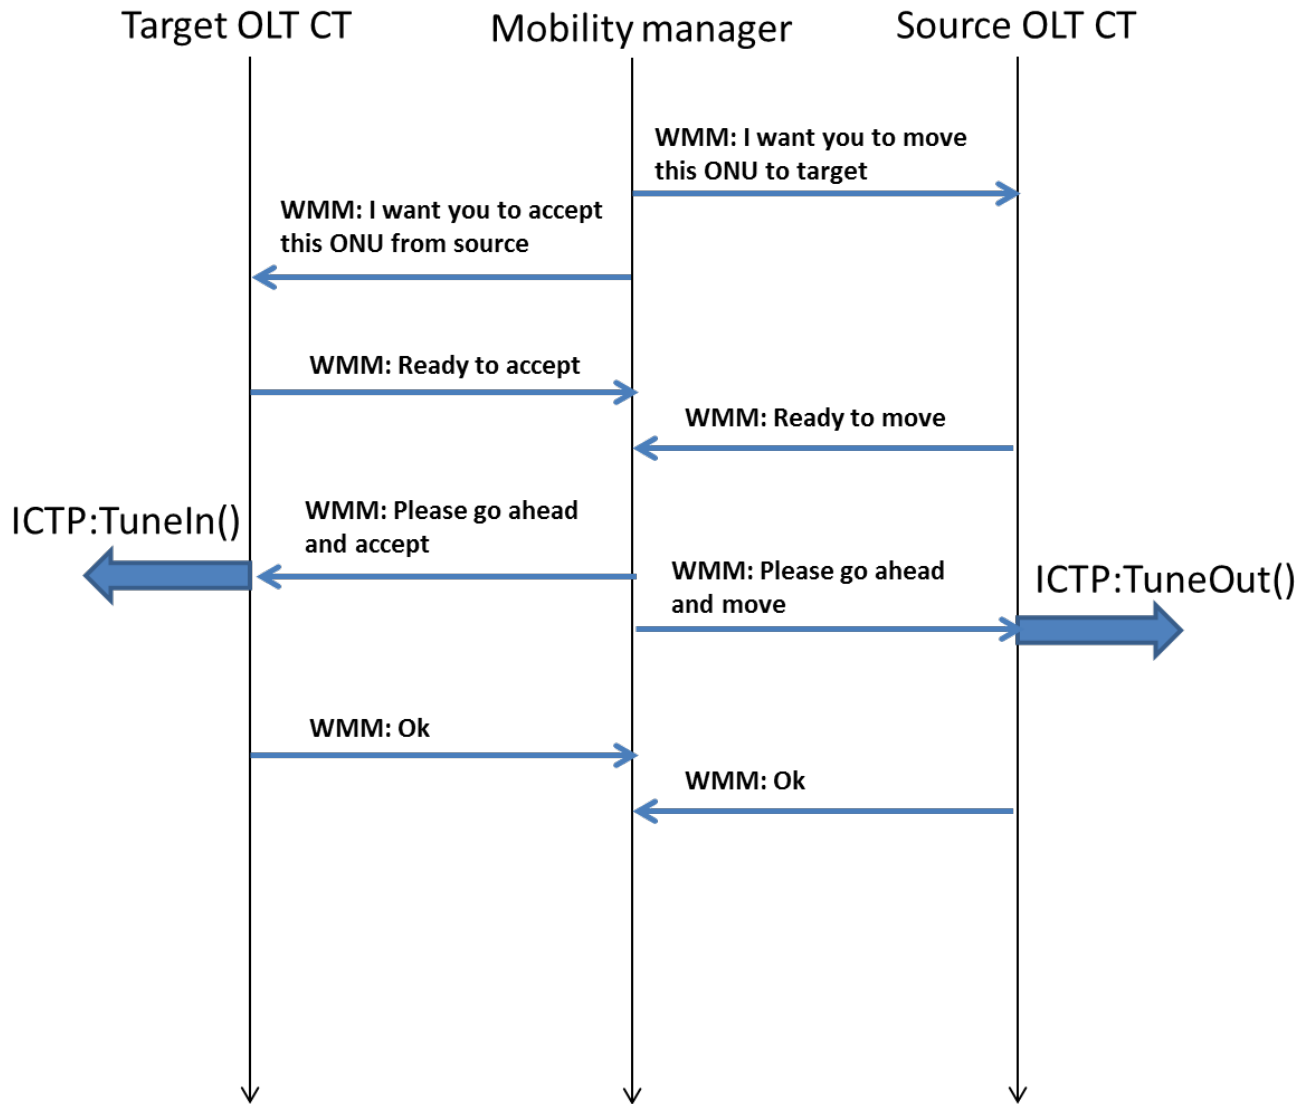 Target OLT CT
Mobility manager
Source OLT CT
WMM: I want you to move
this ONU to target
WMM: I want you to accept
this ONU from source
WMM: Ready to accept
WMM: Ready to move
ICTP:TuneIn()
WMM: Please go ahead
and accept
WMM: Please go ahead
and move
ICTP:TuneOut()
WMM: Ok
WMM: Ok